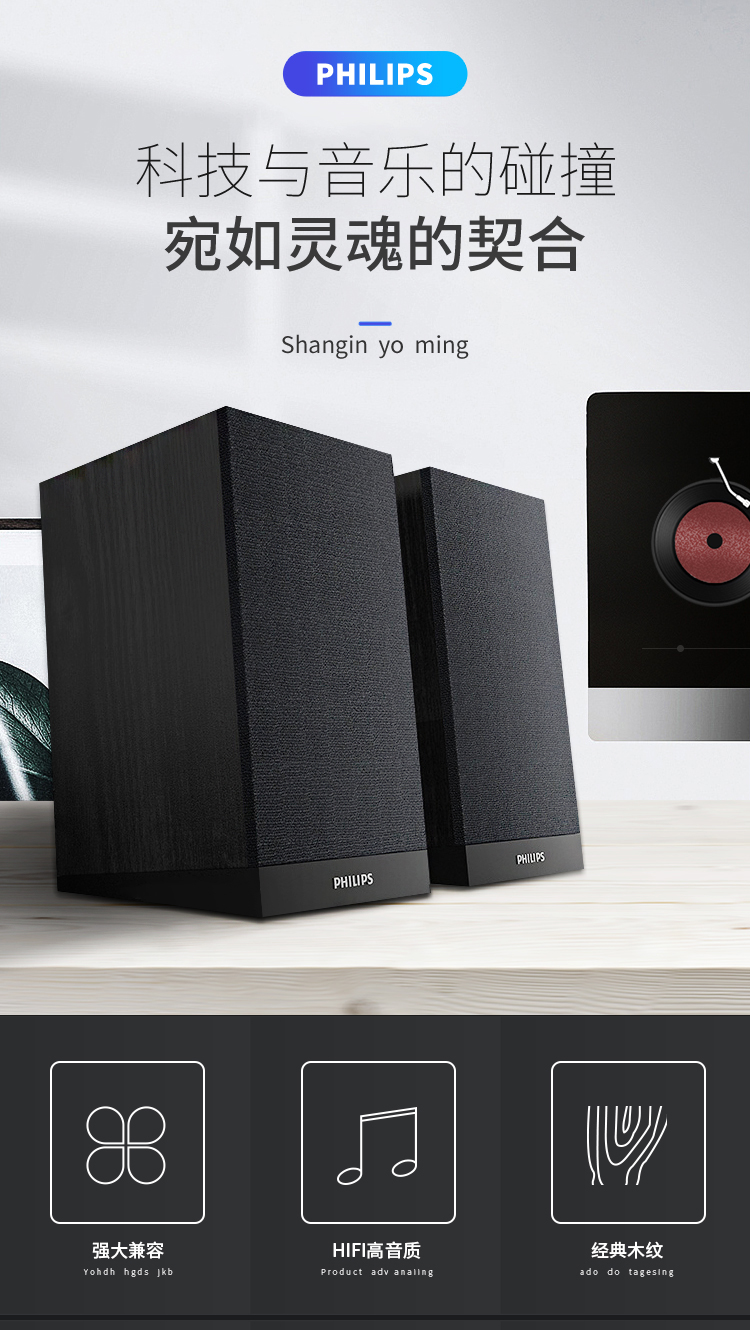 PHILIPS
科技与音乐的碰撞
宛如灵魂的契合
Shangin yo ming
PHILIPS
PHILIPS
强大兼容
HIFI高音质
经典木纹
Yohdh hgds jkb
Product adv analing
ado do tagesing